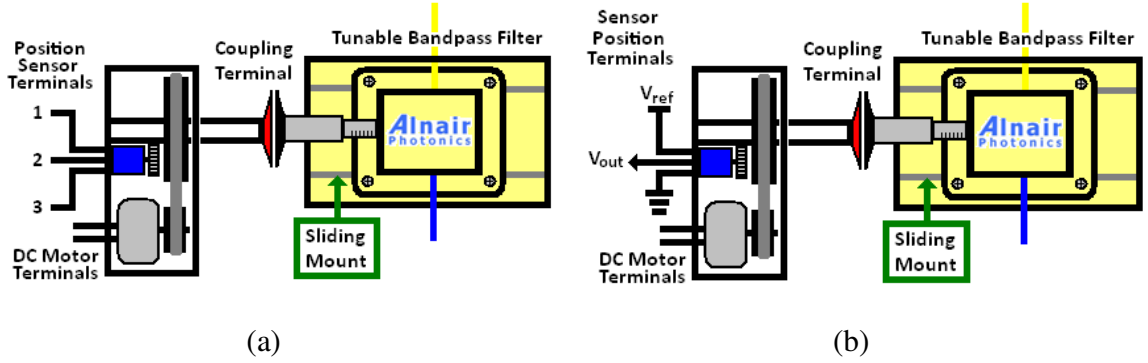 Position
Sensor
Terminals
1
2
3
DC Motor
Terminals
Coupling
Terminal
Tunable Bandpass Filter
Alnair
Photonics
Sliding
Mount
(a)
Sensor
Position
Terminals
Vref
Vout
DC Motor
Terminals
Coupling
Terminal
Tunable Bandpass Filter
Alnair
Photonics
Sliding
Mount
(b)